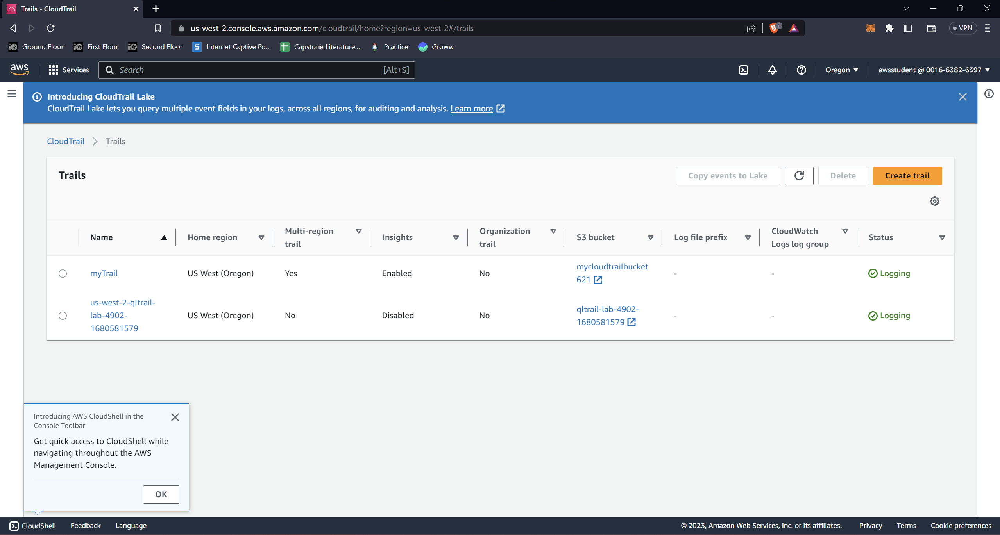 Trails - CloudTrail
us-west-2.console.aws.amazon.com/cloudtrail/home?region=us-west-2#/trails
1
VPN
Ground Floor
First Floor
Second Floor
Internet Captive Po...
Capstone Literature...
Practice
Groww
aws
Services
Search
[Alt+S]
Oregon
awsstudent @ 0016-6382-6397
Introducing CloudTrail Lake
CloudTrail Lake lets you query multiple event fields in your logs, across all regions, for auditing and analysis. Learn more
CloudTrail
Trails
Trails
Copy events to Lake
Delete
Create trail
Name
Home region
Multi-region
trail
Insights
Organization
trail
S3 bucket
Log file prefix
CloudWatch
Logs log group
Status
myTrail
US West (Oregon)
Yes
Enabled
No
mycloudtrailbucket
621
-
-
Logging
us-west-2-qltrail-
lab-4902-
1680581579
US West (Oregon)
No
Disabled
No
qltrail-lab-4902-
1680581579
-
-
Logging
Introducing AWS CloudShell in the
Console Toolbar
Get quick access to CloudShell while
navigating throughout the AWS
Management Console.
OK
CloudShell
Feedback
Language
© 2023, Amazon Web Services, Inc. or its affiliates.
Privacy
Terms
Cookie preferences